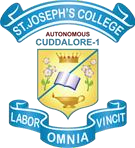 ST.JOSEPH'S COLLEGE
AUTONOMOUS
CUDDALORE-1
LABOR
VINCIT
OMNIA